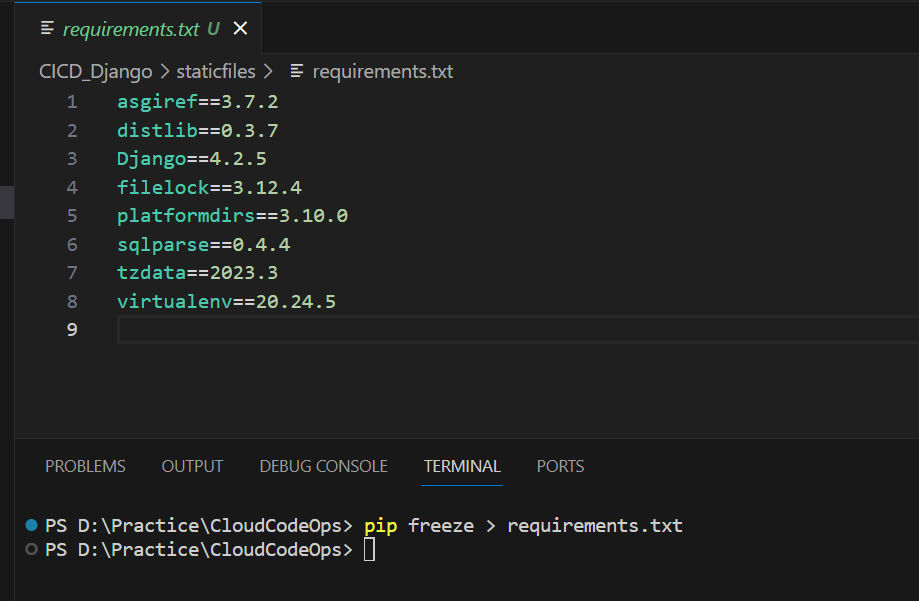 requirements.txt U
CICD_Django > staticfiles > requirements.txt
1 asgiref==3.7.2
2 distlib==0.3.7
3 Django==4.2.5
4 filelock==3.12.4
5 platformdirs==3.10.0
6 sqlparse==0.4.4
7 tzdata==2023.3
8 virtualenv==20.24.5
9
PROBLEMS OUTPUT DEBUG CONSOLE TERMINAL PORTS
PS D:\Practice\CloudCodeOps> pip freeze > requirements.txt
PS D:\Practice\CloudCodeOps>